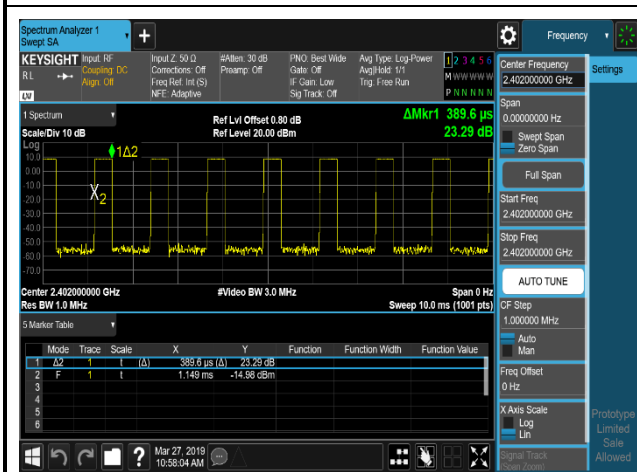 Spectrum Analyzer 1
Swept SA
+
Frequency
KEYSIGHT
R L
Input: RF
Coupling: DC
Align: Off
Input Z: 50 Ω
Corrections: Off
Freq Ref: Int (S)
NFE: Adaptive
#Atten: 30 dB
Preamp: Off
PNO: Best Wide
Gate: Off
IF Gain: Low
Sig Track: Off
Avg Type: Log-Power
Avg|Hold: 1/1
Trig: Free Run
1 2 3 4 5 6
M W W W W W
P N N N N N
1 Spectrum
Scale/Div 10 dB
Ref Lvl Offset 0.80 dB
Ref Level 20.00 dBm
ΔMkr1 389.6 µs
23.29 dB
Log
10.0
0.00
-10.0
-20.0
-30.0
-40.0
-50.0
-60.0
-70.0
1Δ2
X2
Center 2.402000000 GHz
Res BW 1.0 MHz
#Video BW 3.0 MHz
Span 0 Hz
Sweep 10.0 ms (1001 pts)
5 Marker Table
Mode Trace Scale X Y Function Function Width Function Value
1 Δ2 1 t (Δ) 389.6 µs (Δ) 23.29 dB
2 F 1 t 1.149 ms -14.98 dBm
3
4
5
6
Mar 27, 2019
10:58:04 AM
Center Frequency
2.402000000 GHz
Span
0.00000000 Hz
Swept Span
Zero Span
Full Span
Start Freq
2.402000000 GHz
Stop Freq
2.402000000 GHz
AUTO TUNE
CF Step
1.000000 MHz
Auto
Man
Freq Offset
0 Hz
X Axis Scale
Log
Lin
Signal Track
(Span Zoom)
Settings
Prototype
Limited
Sale
Allowed